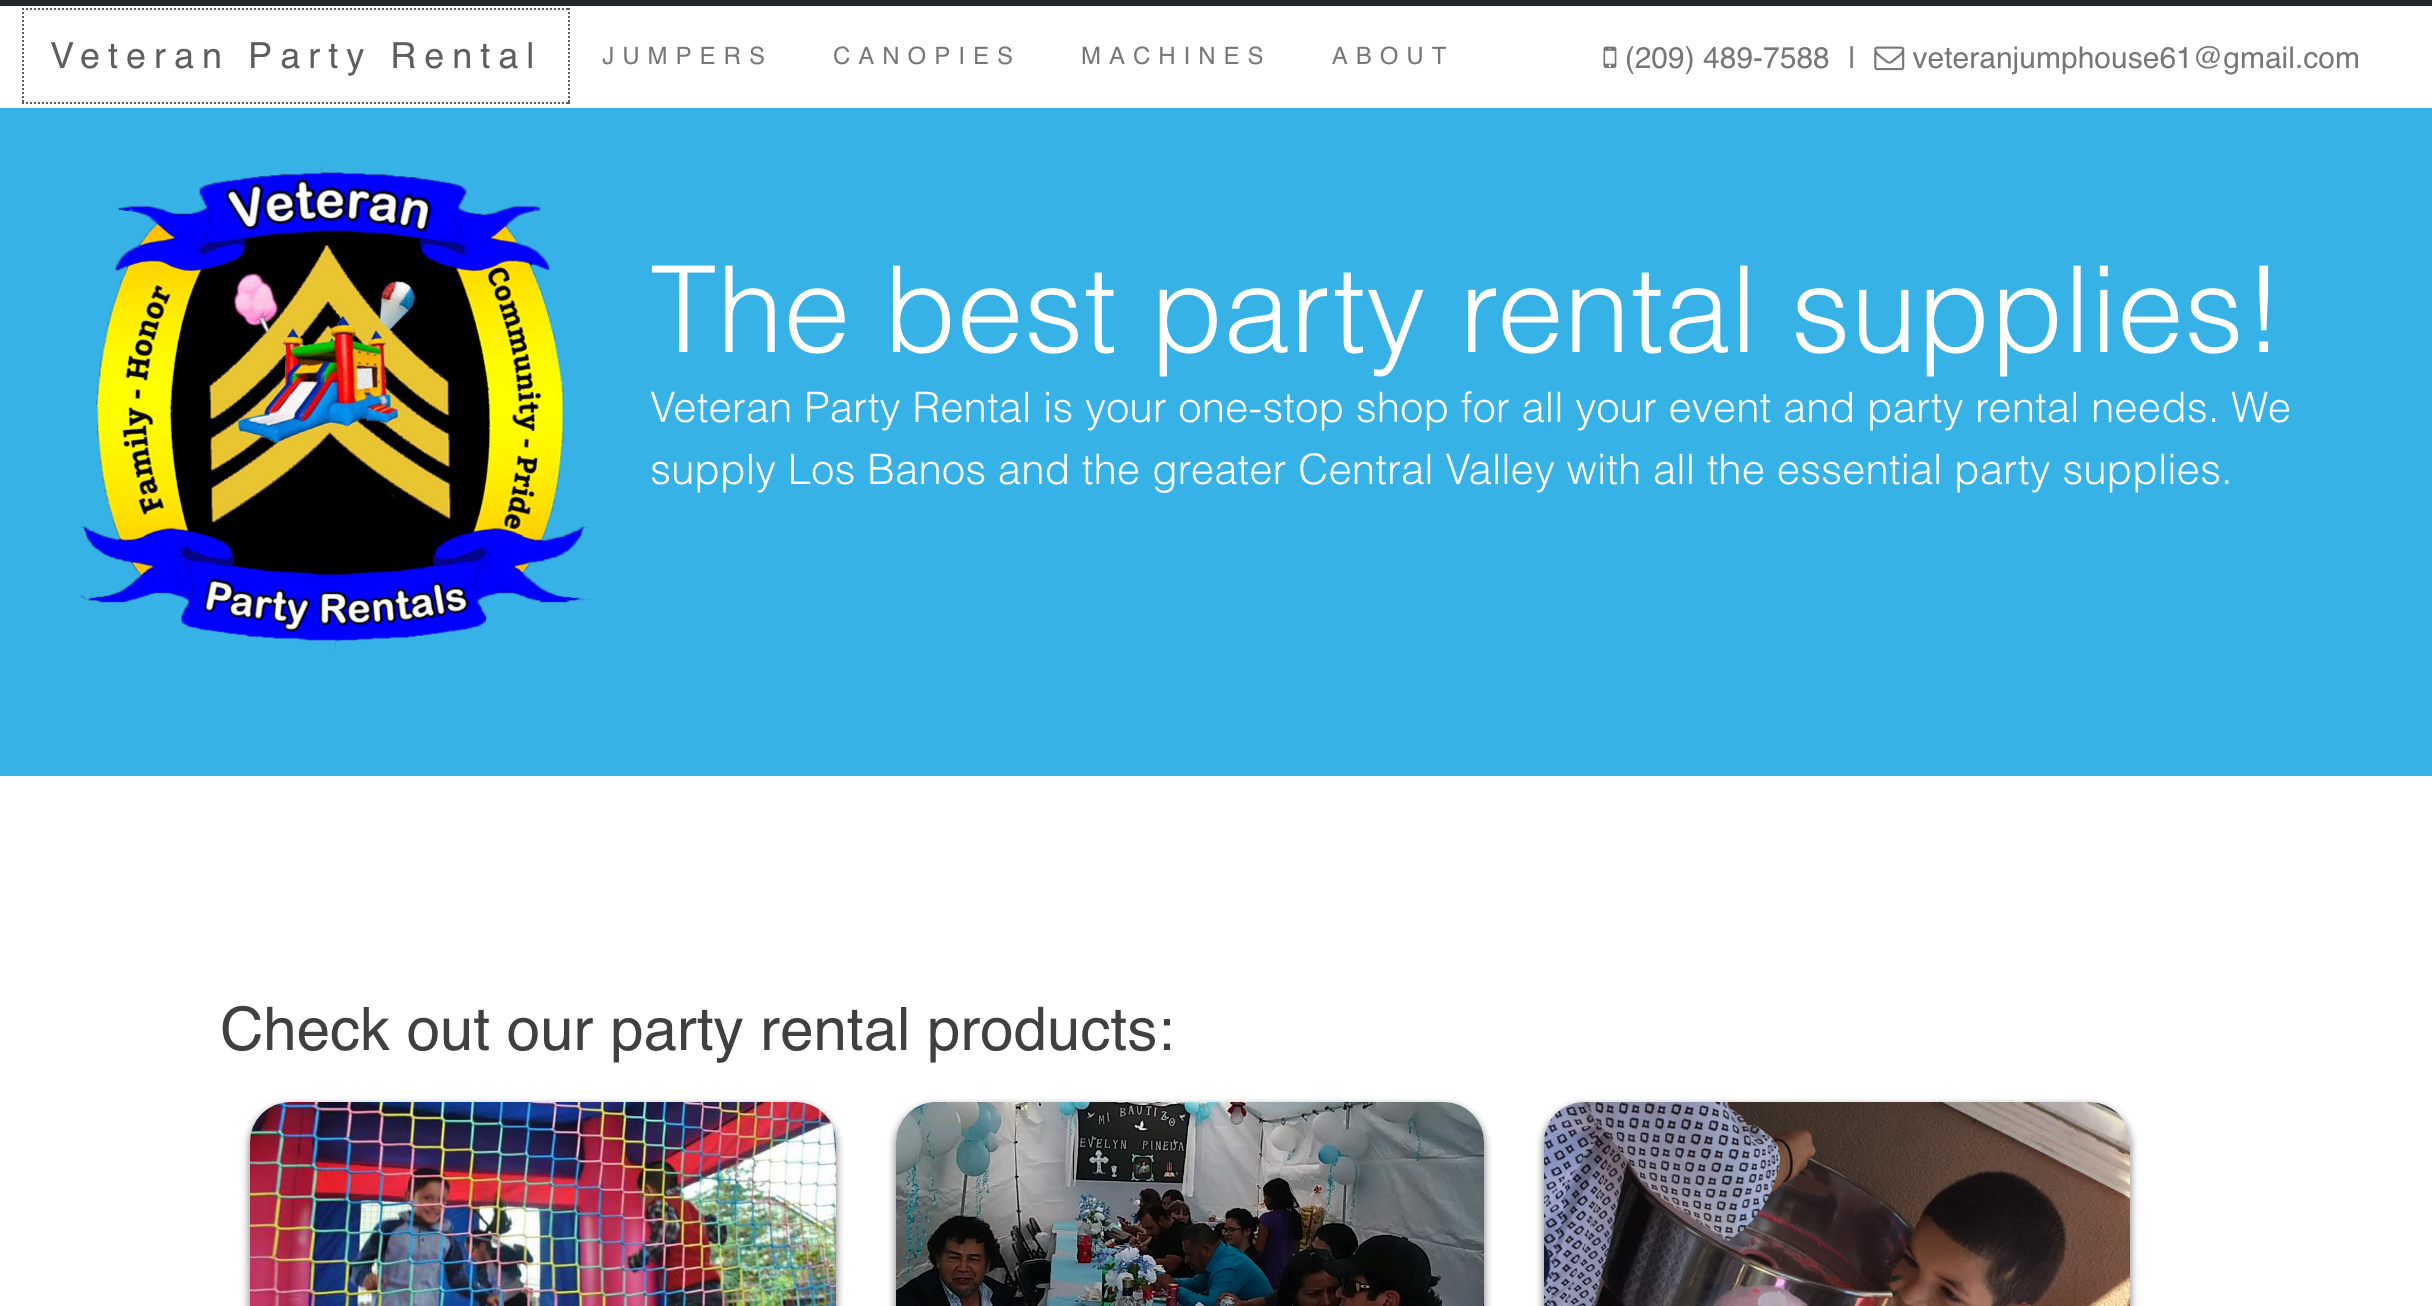 Veteran Party Rental
JUMPERS
CANOPIES
MACHINES
ABOUT
(209) 489-7588 | veteranjumphouse61@gmail.com
Veteran
Family - Honor
Community - Pride
Party Rentals
The best party rental supplies!
Veteran Party Rental is your one-stop shop for all your event and party rental needs. We
supply Los Banos and the greater Central Valley with all the essential party supplies.
Check out our party rental products:
MI BAUTIZO
EVELYN PINEDA